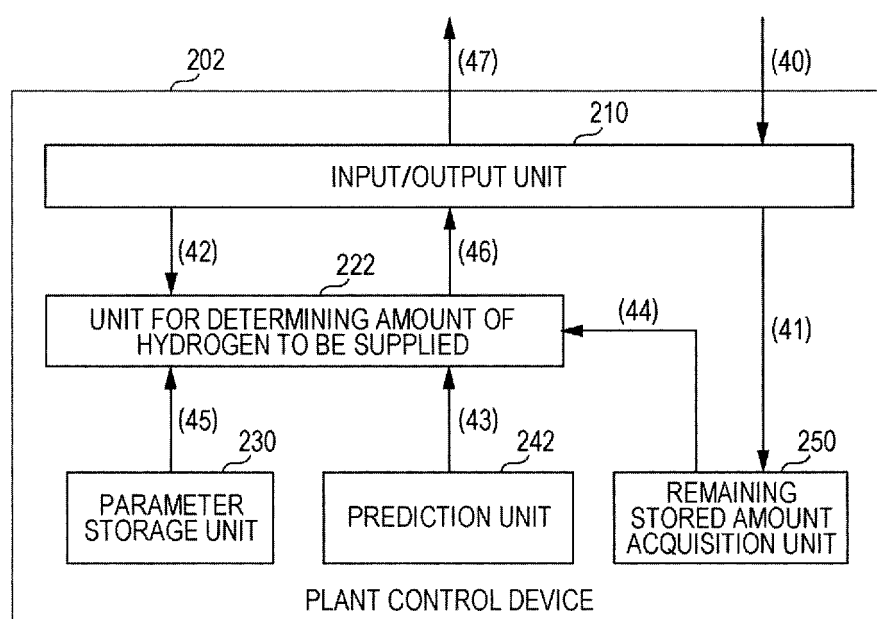 202
(47)
(40)
210
INPUT/OUTPUT UNIT
(42)
(46)
222
UNIT FOR DETERMINING AMOUNT OF
HYDROGEN TO BE SUPPLIED
(44)
(41)
(45)
230
(43)
242
250
PARAMETER
STORAGE UNIT
PREDICTION UNIT
REMAINING
STORED AMOUNT
ACQUISITION UNIT
PLANT CONTROL DEVICE